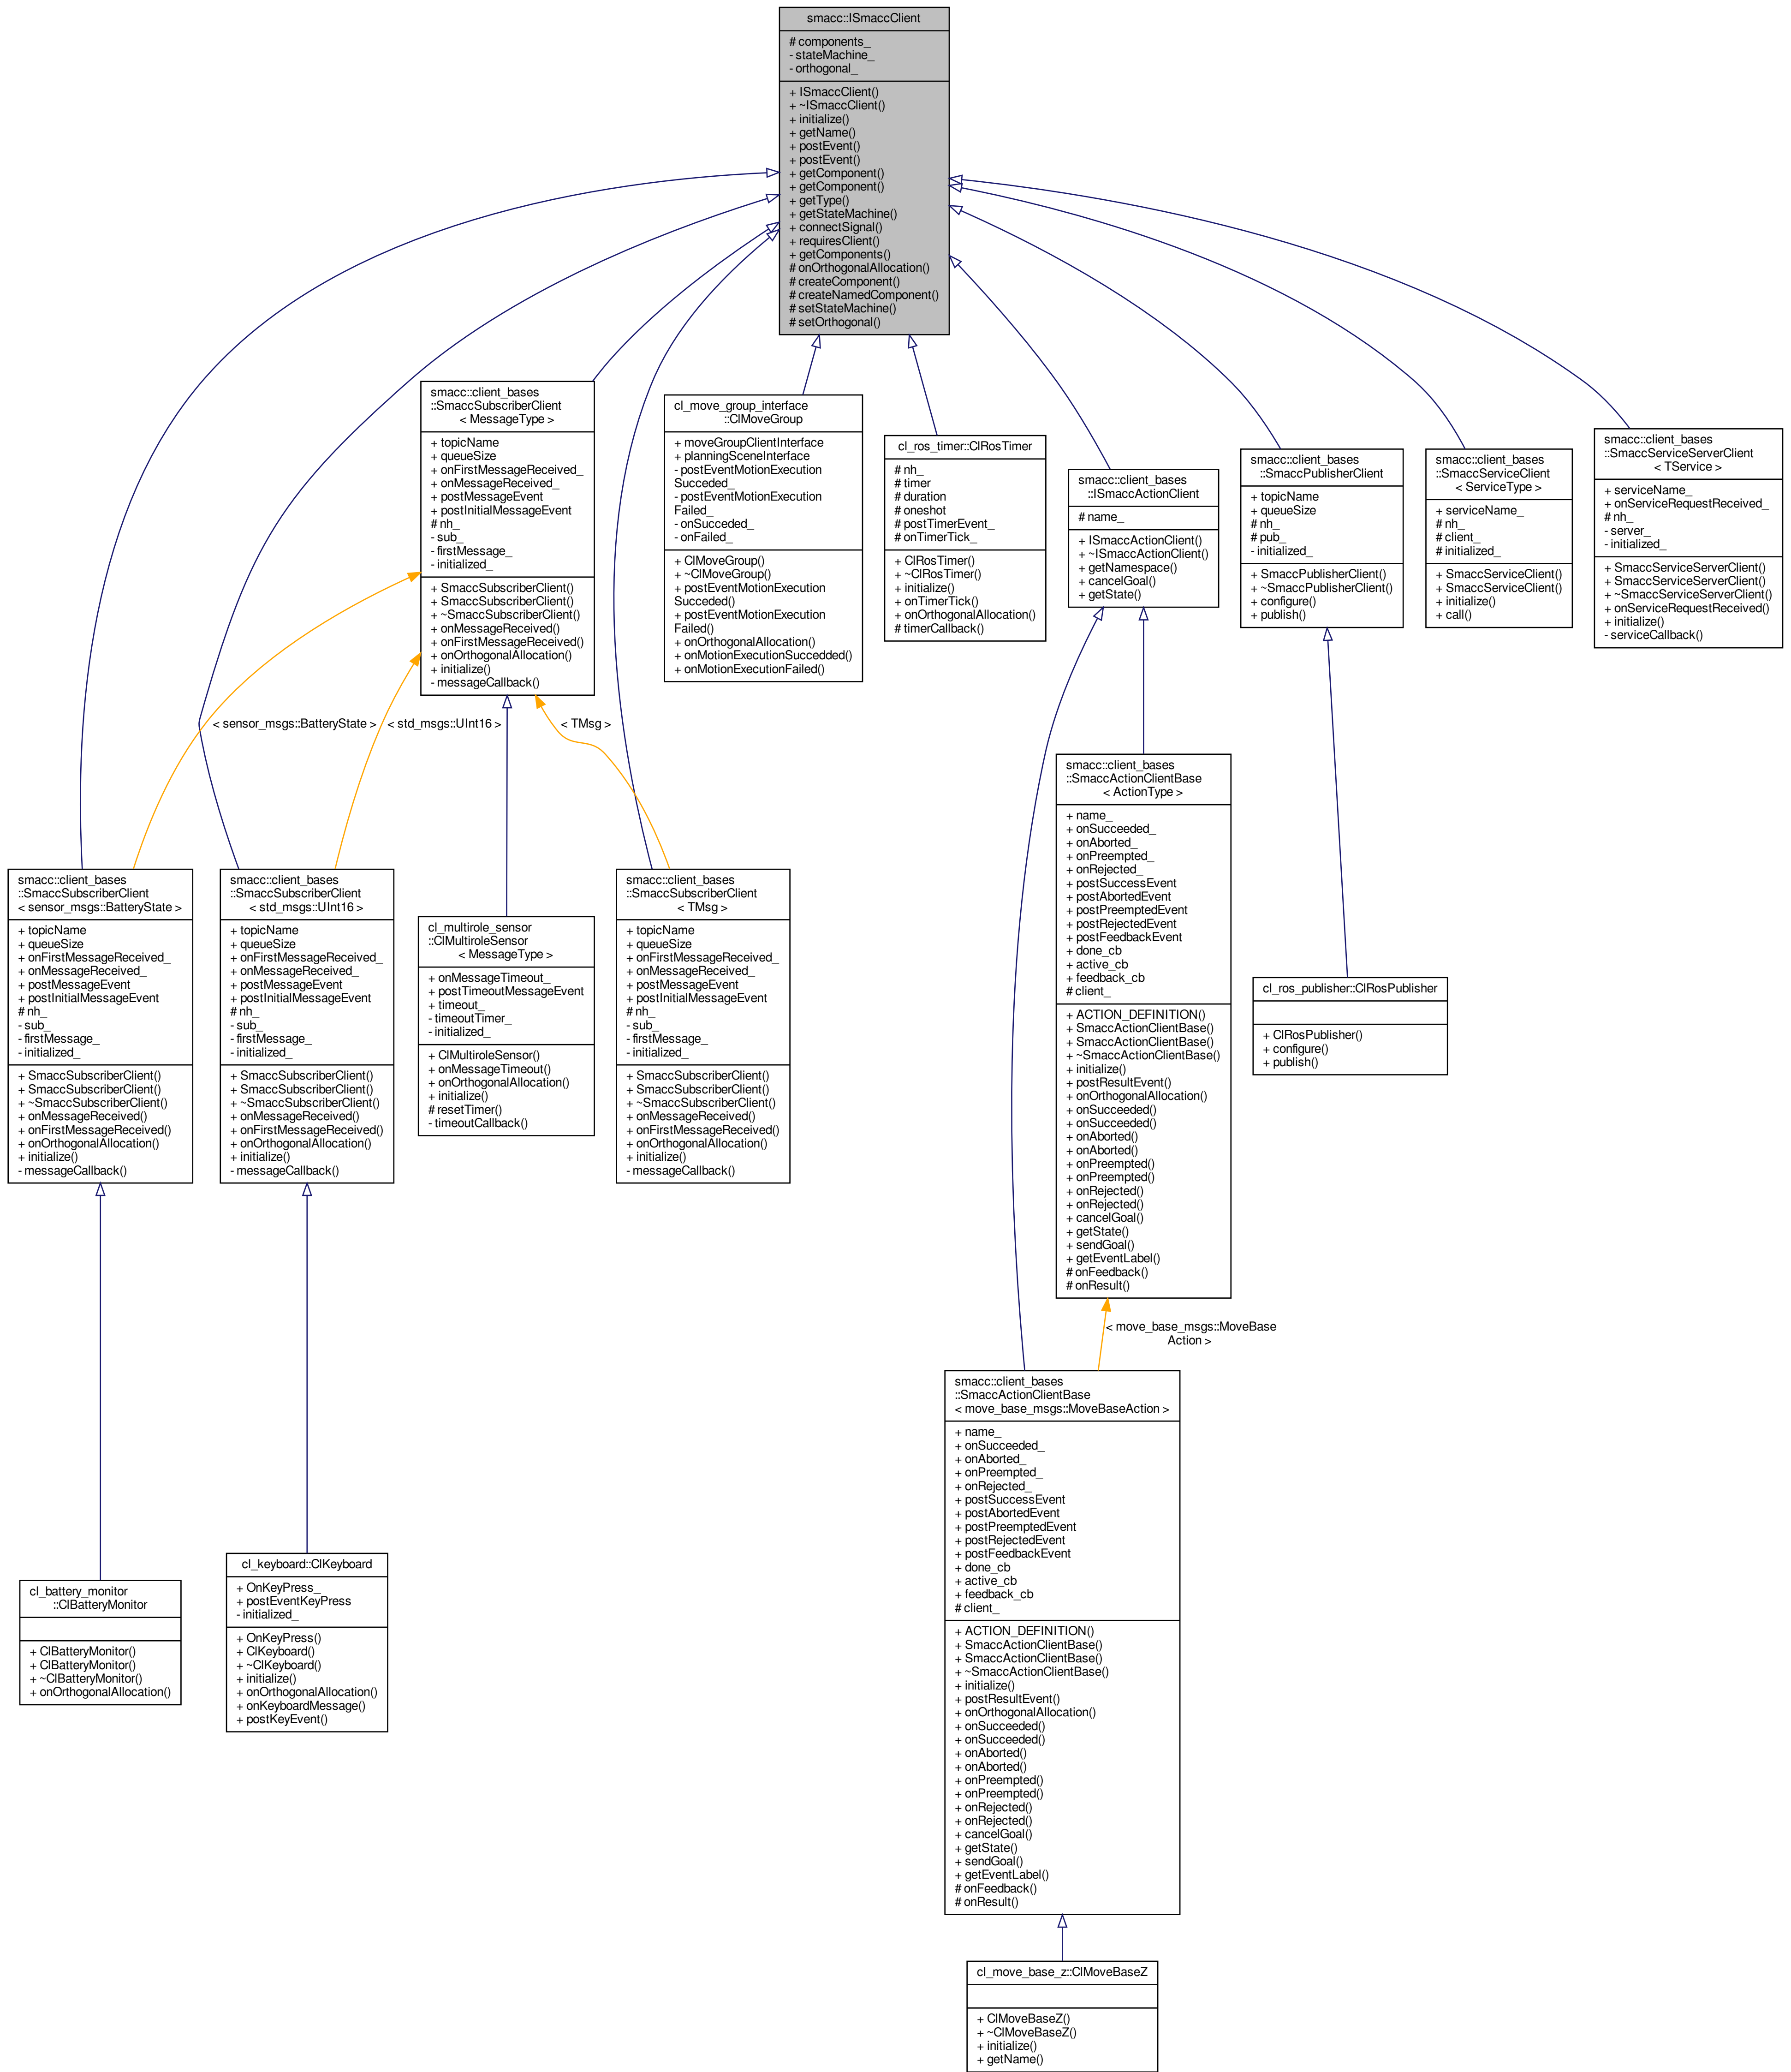 smacc::ISmaccClient
# components_
- stateMachine_
- orthogonal_
+ ISmaccClient()
+ ~ISmaccClient()
+ initialize()
+ getName()
+ postEvent()
+ postEvent()
+ getComponent()
+ getComponent()
+ getType()
+ getStateMachine()
+ connectSignal()
+ requiresClient()
+ getComponents()
# onOrthogonalAllocation()
# createComponent()
# createNamedComponent()
# setStateMachine()
# setOrthogonal()
smacc::client_bases
::SmaccSubscriberClient
< MessageType >
+ topicName
+ queueSize
+ onFirstMessageReceived_
+ onMessageReceived_
+ postMessageEvent
+ postInitialMessageEvent
# nh_
- sub_
- firstMessage_
- initialized_
+ SmaccSubscriberClient()
+ SmaccSubscriberClient()
+ ~SmaccSubscriberClient()
+ onMessageReceived()
+ onFirstMessageReceived()
+ onOrthogonalAllocation()
+ initialize()
- messageCallback()
cl_move_group_interface
::ClMoveGroup
+ moveGroupClientInterface
+ planningSceneInterface
- postEventMotionExecution
Succeded_
- postEventMotionExecution
Failed_
- onSucceded_
- onFailed_
+ ClMoveGroup()
+ ~ClMoveGroup()
+ postEventMotionExecution
Succeded()
+ postEventMotionExecution
Failed()
+ onOrthogonalAllocation()
+ onMotionExecutionSuccedded()
+ onMotionExecutionFailed()
cl_ros_timer::ClRosTimer
# nh_
# timer
# duration
# oneshot
# postTimerEvent_
# onTimerTick_
+ ClRosTimer()
+ ~ClRosTimer()
+ initialize()
+ onTimerTick()
+ onOrthogonalAllocation()
# timerCallback()
smacc::client_bases
::ISmaccActionClient
# name_
+ ISmaccActionClient()
+ ~ISmaccActionClient()
+ getNamespace()
+ cancelGoal()
+ getState()
smacc::client_bases
::SmaccPublisherClient
+ topicName
+ queueSize
# nh_
# pub_
- initialized_
+ SmaccPublisherClient()
+ ~SmaccPublisherClient()
+ configure()
+ publish()
smacc::client_bases
::SmaccServiceClient
< ServiceType >
+ serviceName_
# nh_
# client_
# initialized_
+ SmaccServiceClient()
+ SmaccServiceClient()
+ initialize()
+ call()
smacc::client_bases
::SmaccServiceServerClient
< TService >
+ serviceName_
+ onServiceRequestReceived_
# nh_
- server_
- initialized_
+ SmaccServiceServerClient()
+ SmaccServiceServerClient()
+ ~SmaccServiceServerClient()
+ onServiceRequestReceived()
+ initialize()
- serviceCallback()
< sensor_msgs::BatteryState >
< std_msgs::UInt16 >
< TMsg >
smacc::client_bases
::SmaccSubscriberClient
< sensor_msgs::BatteryState >
+ topicName
+ queueSize
+ onFirstMessageReceived_
+ onMessageReceived_
+ postMessageEvent
+ postInitialMessageEvent
# nh_
- sub_
- firstMessage_
- initialized_
+ SmaccSubscriberClient()
+ SmaccSubscriberClient()
+ ~SmaccSubscriberClient()
+ onMessageReceived()
+ onFirstMessageReceived()
+ onOrthogonalAllocation()
+ initialize()
- messageCallback()
smacc::client_bases
::SmaccSubscriberClient
< std_msgs::UInt16 >
+ topicName
+ queueSize
+ onFirstMessageReceived_
+ onMessageReceived_
+ postMessageEvent
+ postInitialMessageEvent
# nh_
- sub_
- firstMessage_
- initialized_
+ SmaccSubscriberClient()
+ SmaccSubscriberClient()
+ ~SmaccSubscriberClient()
+ onMessageReceived()
+ onFirstMessageReceived()
+ onOrthogonalAllocation()
+ initialize()
- messageCallback()
cl_multirole_sensor
::ClMultiroleSensor
< MessageType >
+ onMessageTimeout_
+ postTimeoutMessageEvent
+ timeout_
- timeoutTimer_
- initialized_
+ ClMultiroleSensor()
+ onMessageTimeout()
+ onOrthogonalAllocation()
+ initialize()
# resetTimer()
- timeoutCallback()
smacc::client_bases
::SmaccSubscriberClient
< TMsg >
+ topicName
+ queueSize
+ onFirstMessageReceived_
+ onMessageReceived_
+ postMessageEvent
+ postInitialMessageEvent
# nh_
- sub_
- firstMessage_
- initialized_
+ SmaccSubscriberClient()
+ SmaccSubscriberClient()
+ ~SmaccSubscriberClient()
+ onMessageReceived()
+ onFirstMessageReceived()
+ onOrthogonalAllocation()
+ initialize()
- messageCallback()
smacc::client_bases
::SmaccActionClientBase
< ActionType >
+ name_
+ onSucceeded_
+ onAborted_
+ onPreempted_
+ onRejected_
+ postSuccessEvent
+ postAbortedEvent
+ postPreemptedEvent
+ postRejectedEvent
+ postFeedbackEvent
+ done_cb
+ active_cb
+ feedback_cb
# client_
+ ACTION_DEFINITION()
+ SmaccActionClientBase()
+ SmaccActionClientBase()
+ ~SmaccActionClientBase()
+ initialize()
+ postResultEvent()
+ onOrthogonalAllocation()
+ onSucceeded()
+ onSucceeded()
+ onAborted()
+ onAborted()
+ onPreempted()
+ onPreempted()
+ onRejected()
+ onRejected()
+ cancelGoal()
+ getState()
+ sendGoal()
+ getEventLabel()
# onFeedback()
# onResult()
cl_ros_publisher::ClRosPublisher
+ ClRosPublisher()
+ configure()
+ publish()
< move_base_msgs::MoveBase
Action >
smacc::client_bases
::SmaccActionClientBase
< move_base_msgs::MoveBaseAction >
+ name_
+ onSucceeded_
+ onAborted_
+ onPreempted_
+ onRejected_
+ postSuccessEvent
+ postAbortedEvent
+ postPreemptedEvent
+ postRejectedEvent
+ postFeedbackEvent
+ done_cb
+ active_cb
+ feedback_cb
# client_
+ ACTION_DEFINITION()
+ SmaccActionClientBase()
+ SmaccActionClientBase()
+ ~SmaccActionClientBase()
+ initialize()
+ postResultEvent()
+ onOrthogonalAllocation()
+ onSucceeded()
+ onSucceeded()
+ onAborted()
+ onAborted()
+ onPreempted()
+ onPreempted()
+ onRejected()
+ onRejected()
+ cancelGoal()
+ getState()
+ sendGoal()
+ getEventLabel()
# onFeedback()
# onResult()
cl_battery_monitor
::ClBatteryMonitor
+ ClBatteryMonitor()
+ ClBatteryMonitor()
+ ~ClBatteryMonitor()
+ onOrthogonalAllocation()
cl_keyboard::ClKeyboard
+ OnKeyPress_
+ postEventKeyPress
- initialized_
+ OnKeyPress()
+ ClKeyboard()
+ ~ClKeyboard()
+ initialize()
+ onOrthogonalAllocation()
+ onKeyboardMessage()
+ postKeyEvent()
cl_move_base_z::ClMoveBaseZ
+ ClMoveBaseZ()
+ ~ClMoveBaseZ()
+ initialize()
+ getName()